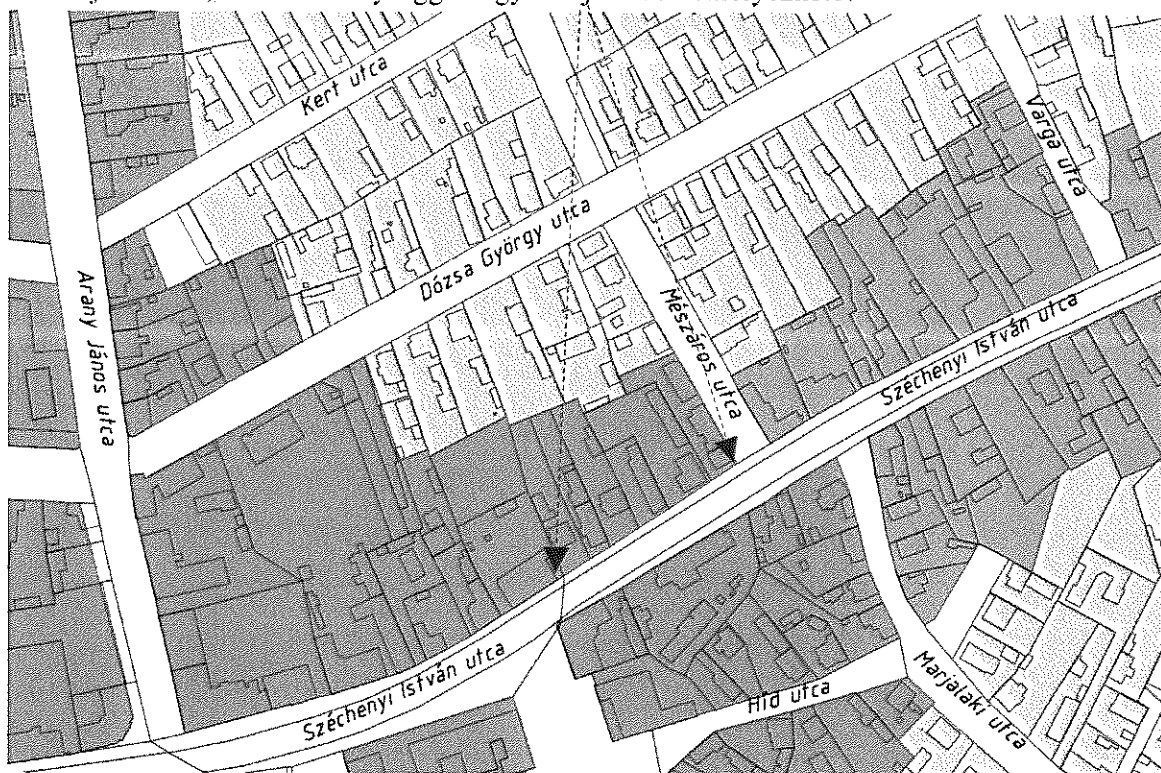 Kert utca
Varga utca
Dózsa György utca
Arany János utca
Mészáros utca
Széchenyi István utca
Széchenyi István utca
Híd utca
Marjalaki utca